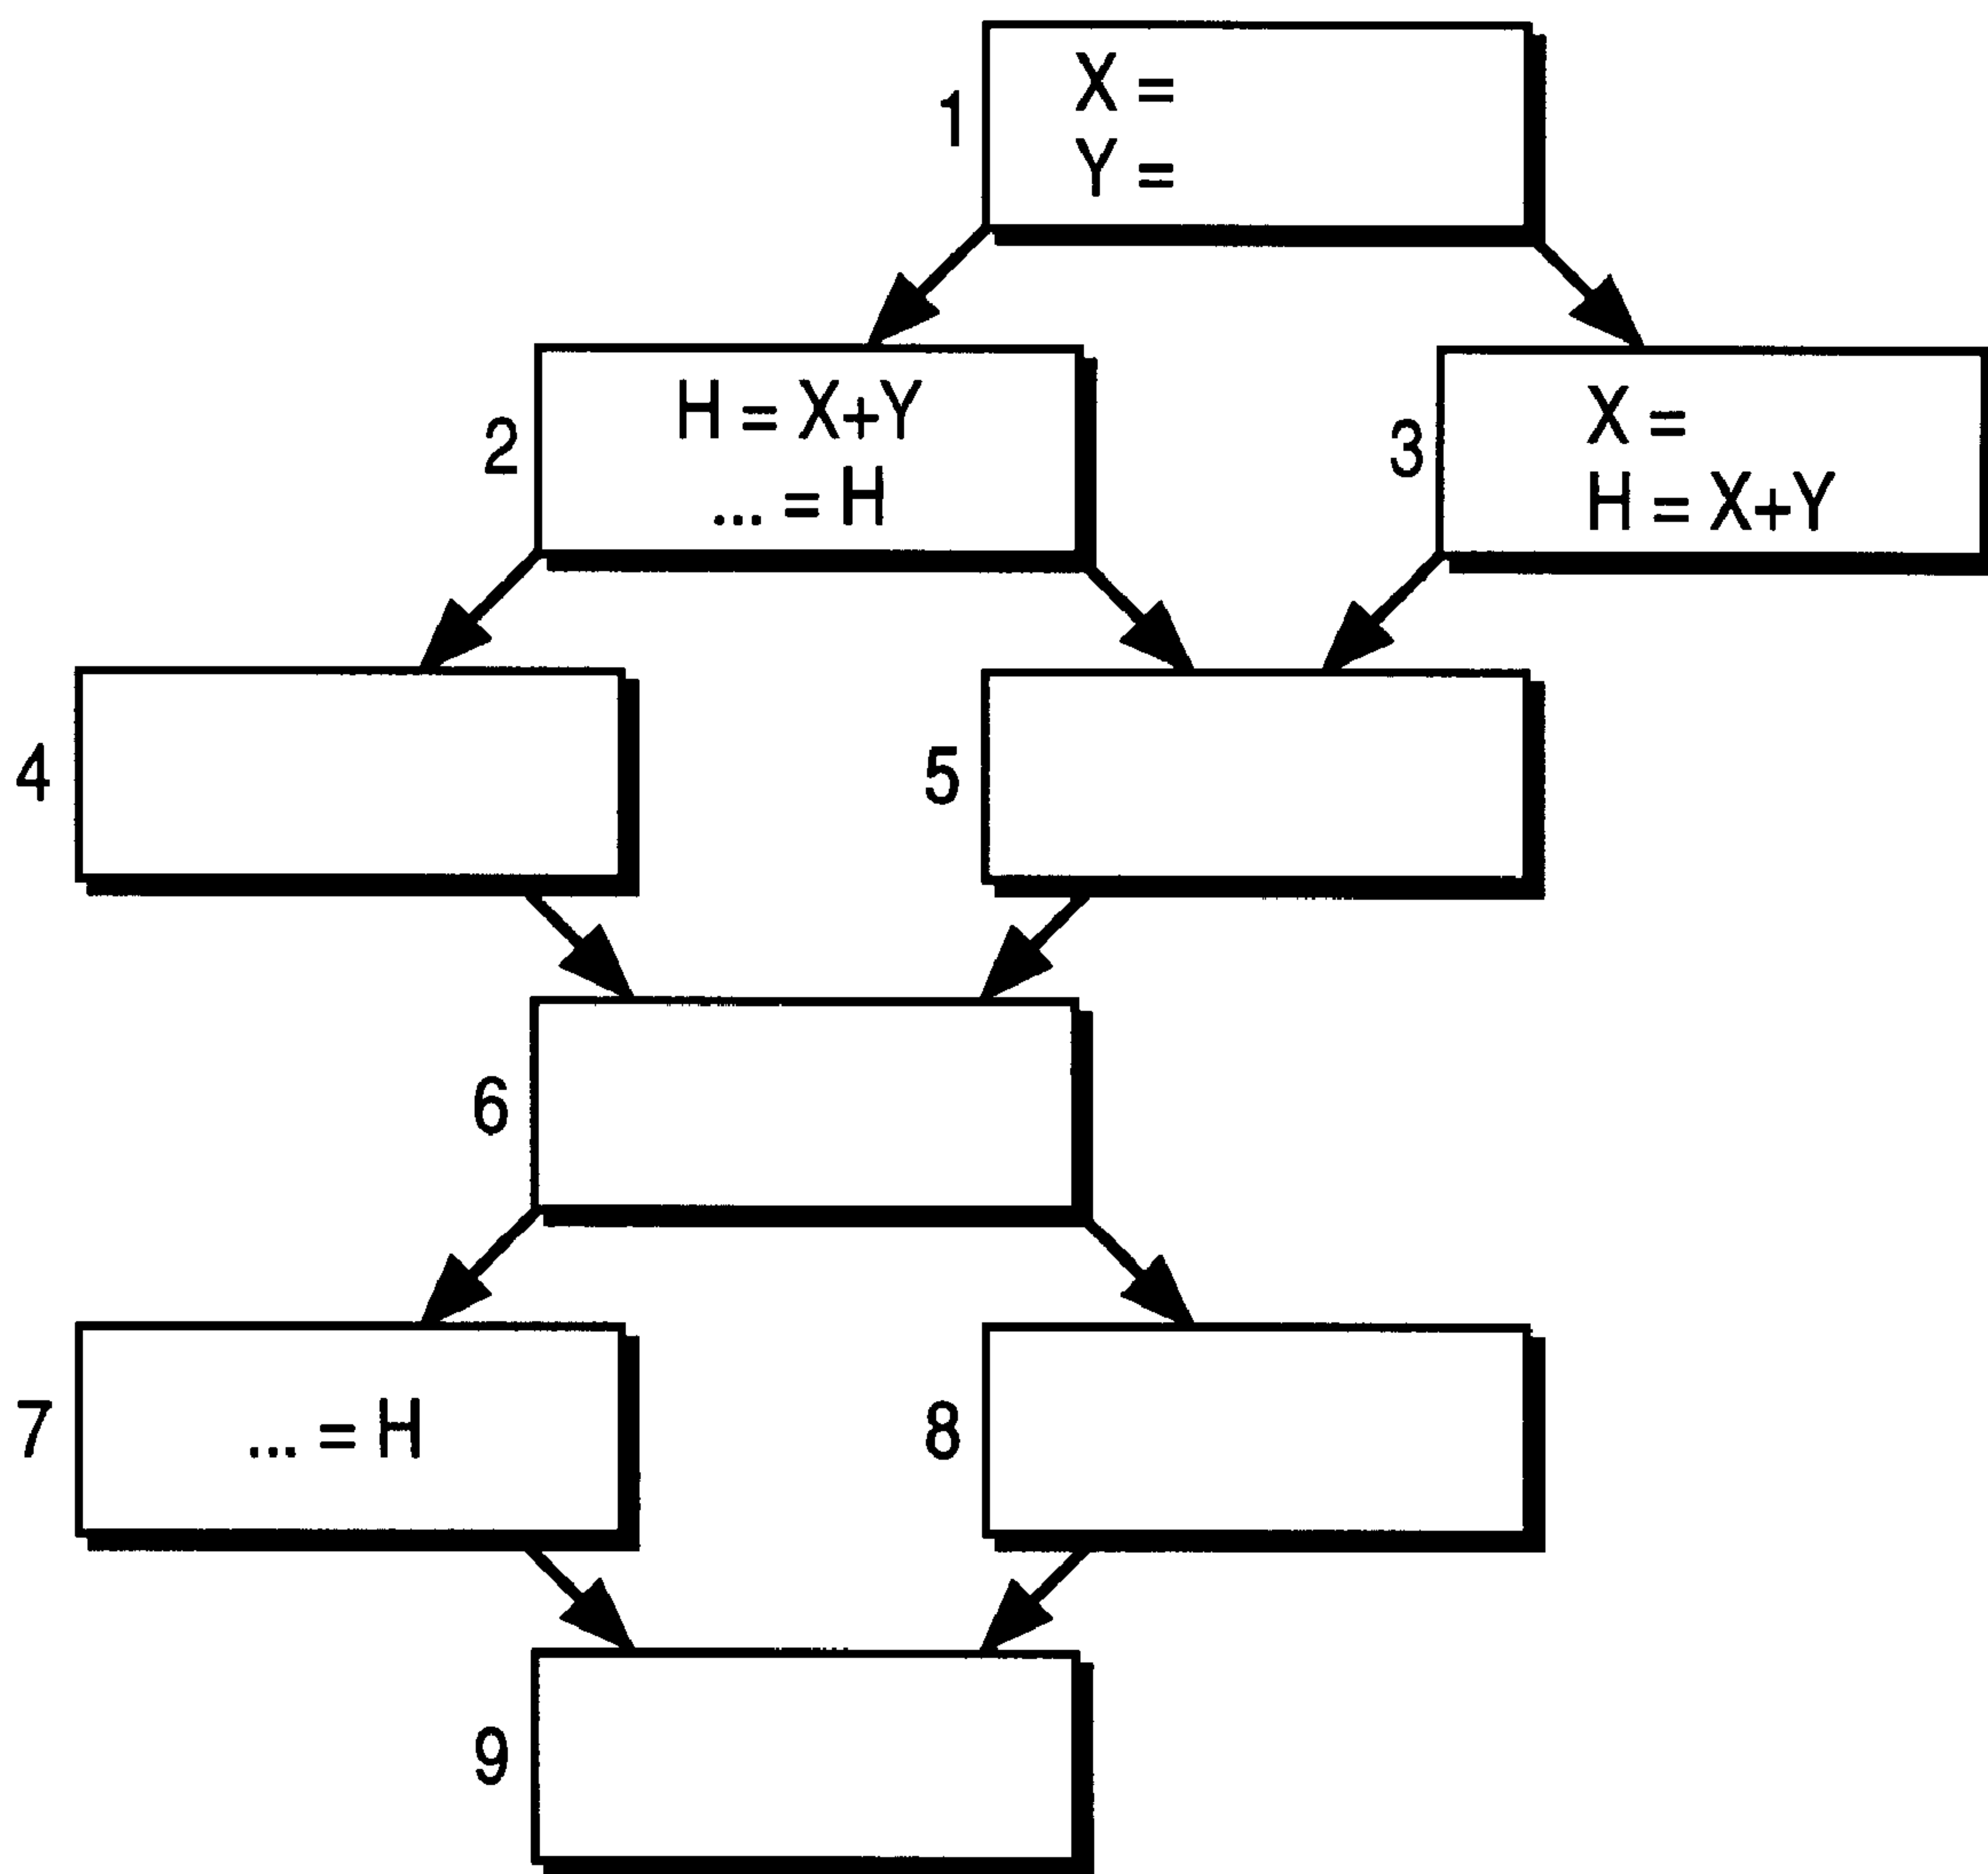 1
X =
Y =
2
H = X+Y
... = H
3
X =
H = X+Y
4
5
6
7
... = H
8
9